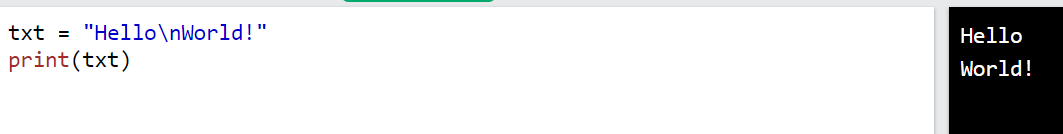 txt = "Hello\nWorld!"
print(txt)
Hello
World!